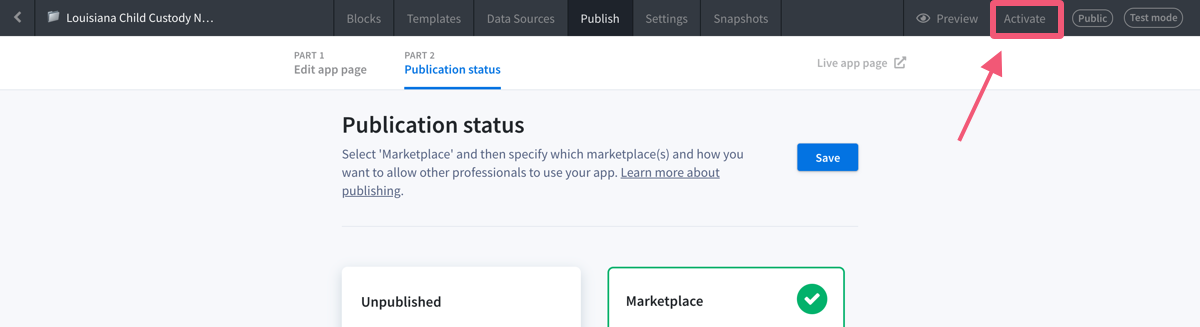 Louisiana Child Custody N...
Blocks
Templates
Data Sources
Publish
Settings
Snapshots
Preview
Activate
Public
Test mode
PART 1
Edit app page
PART 2
Publication status
Live app page
Publication status
Select 'Marketplace' and then specify which marketplace(s) and how you
want to allow other professionals to use your app. Learn more about
publishing.
Save
Unpublished
Marketplace